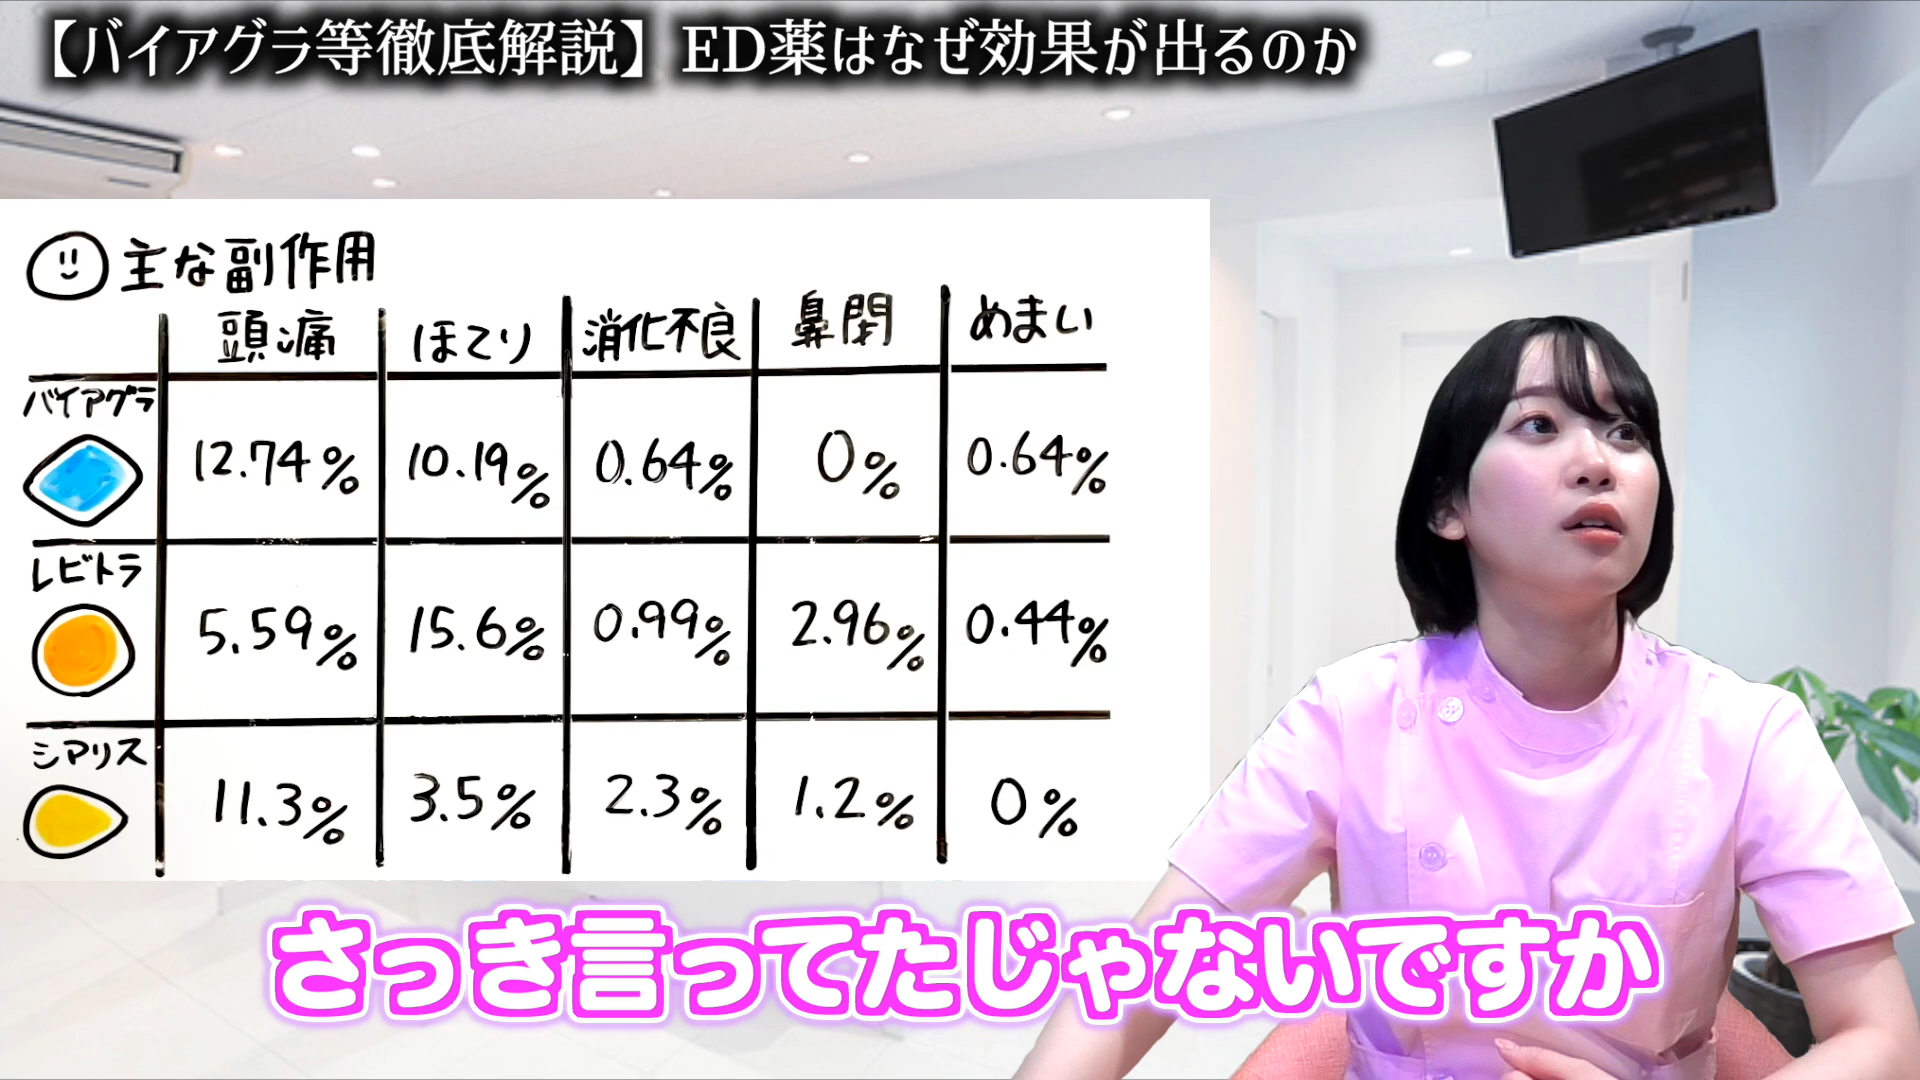 【バイアグラ等徹底解説】ED薬はなぜ効果が出るのか
主な副作用
頭痛 ほてり 消化不良 鼻閉 めまい
バイアグラ
12.74% 10.19% 0.64% 0% 0.64%
レビトラ
5.59% 15.6% 0.99% 2.96% 0.44%
シアリス
11.3% 3.5% 2.3% 1.2% 0%
さっき言ってたじゃないですか